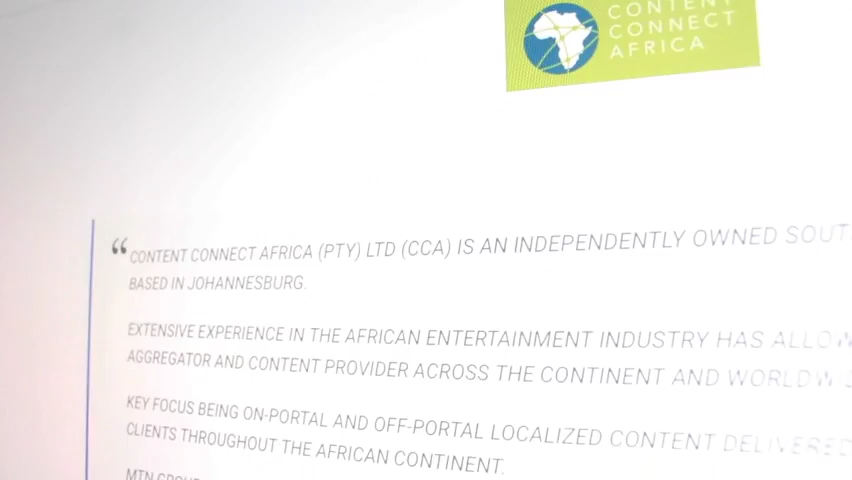 CONTENT
CONNECT
AFRICA
“ CONTENT CONNECT AFRICA (PTY) LTD (CCA) IS AN INDEPENDENTLY OWNED
BASED IN JOHANNESBURG.
EXTENSIVE EXPERIENCE IN THE AFRICAN ENTERTAINMENT INDUSTRY HAS
AGGREGATOR AND CONTENT PROVIDER ACROSS THE CONTINENT AND
KEY FOCUS BEING ON-PORTAL AND OFF-PORTAL LOCALIZED CONTENT DELIVERED
CLIENTS THROUGHOUT THE AFRICAN CONTINENT.
MTN